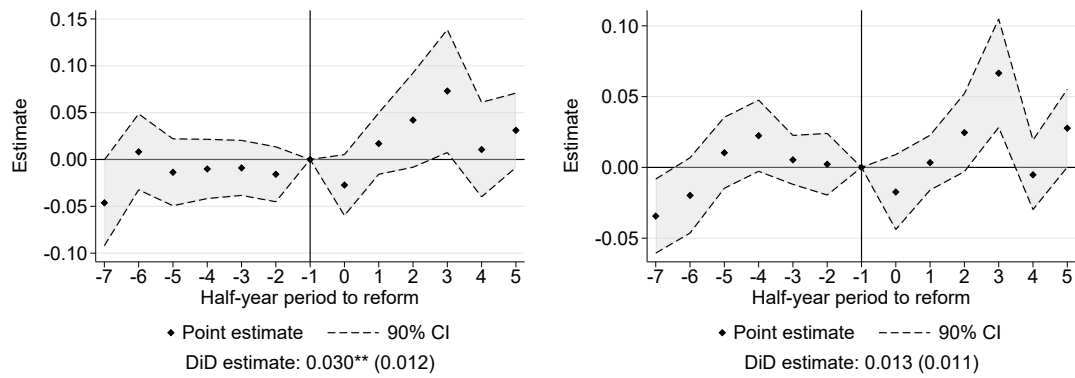 0.15
0.10
0.05
0.00
-0.05
-0.10
Estimate
-7 -6 -5 -4 -3 -2 -1 0 1 2 3 4 5
Half-year period to reform
Point estimate 90% CI
DiD estimate: 0.030** (0.012)
0.10
0.05
0.00
-0.05
Estimate
-7 -6 -5 -4 -3 -2 -1 0 1 2 3 4 5
Half-year period to reform
Point estimate 90% CI
DiD estimate: 0.013 (0.011)